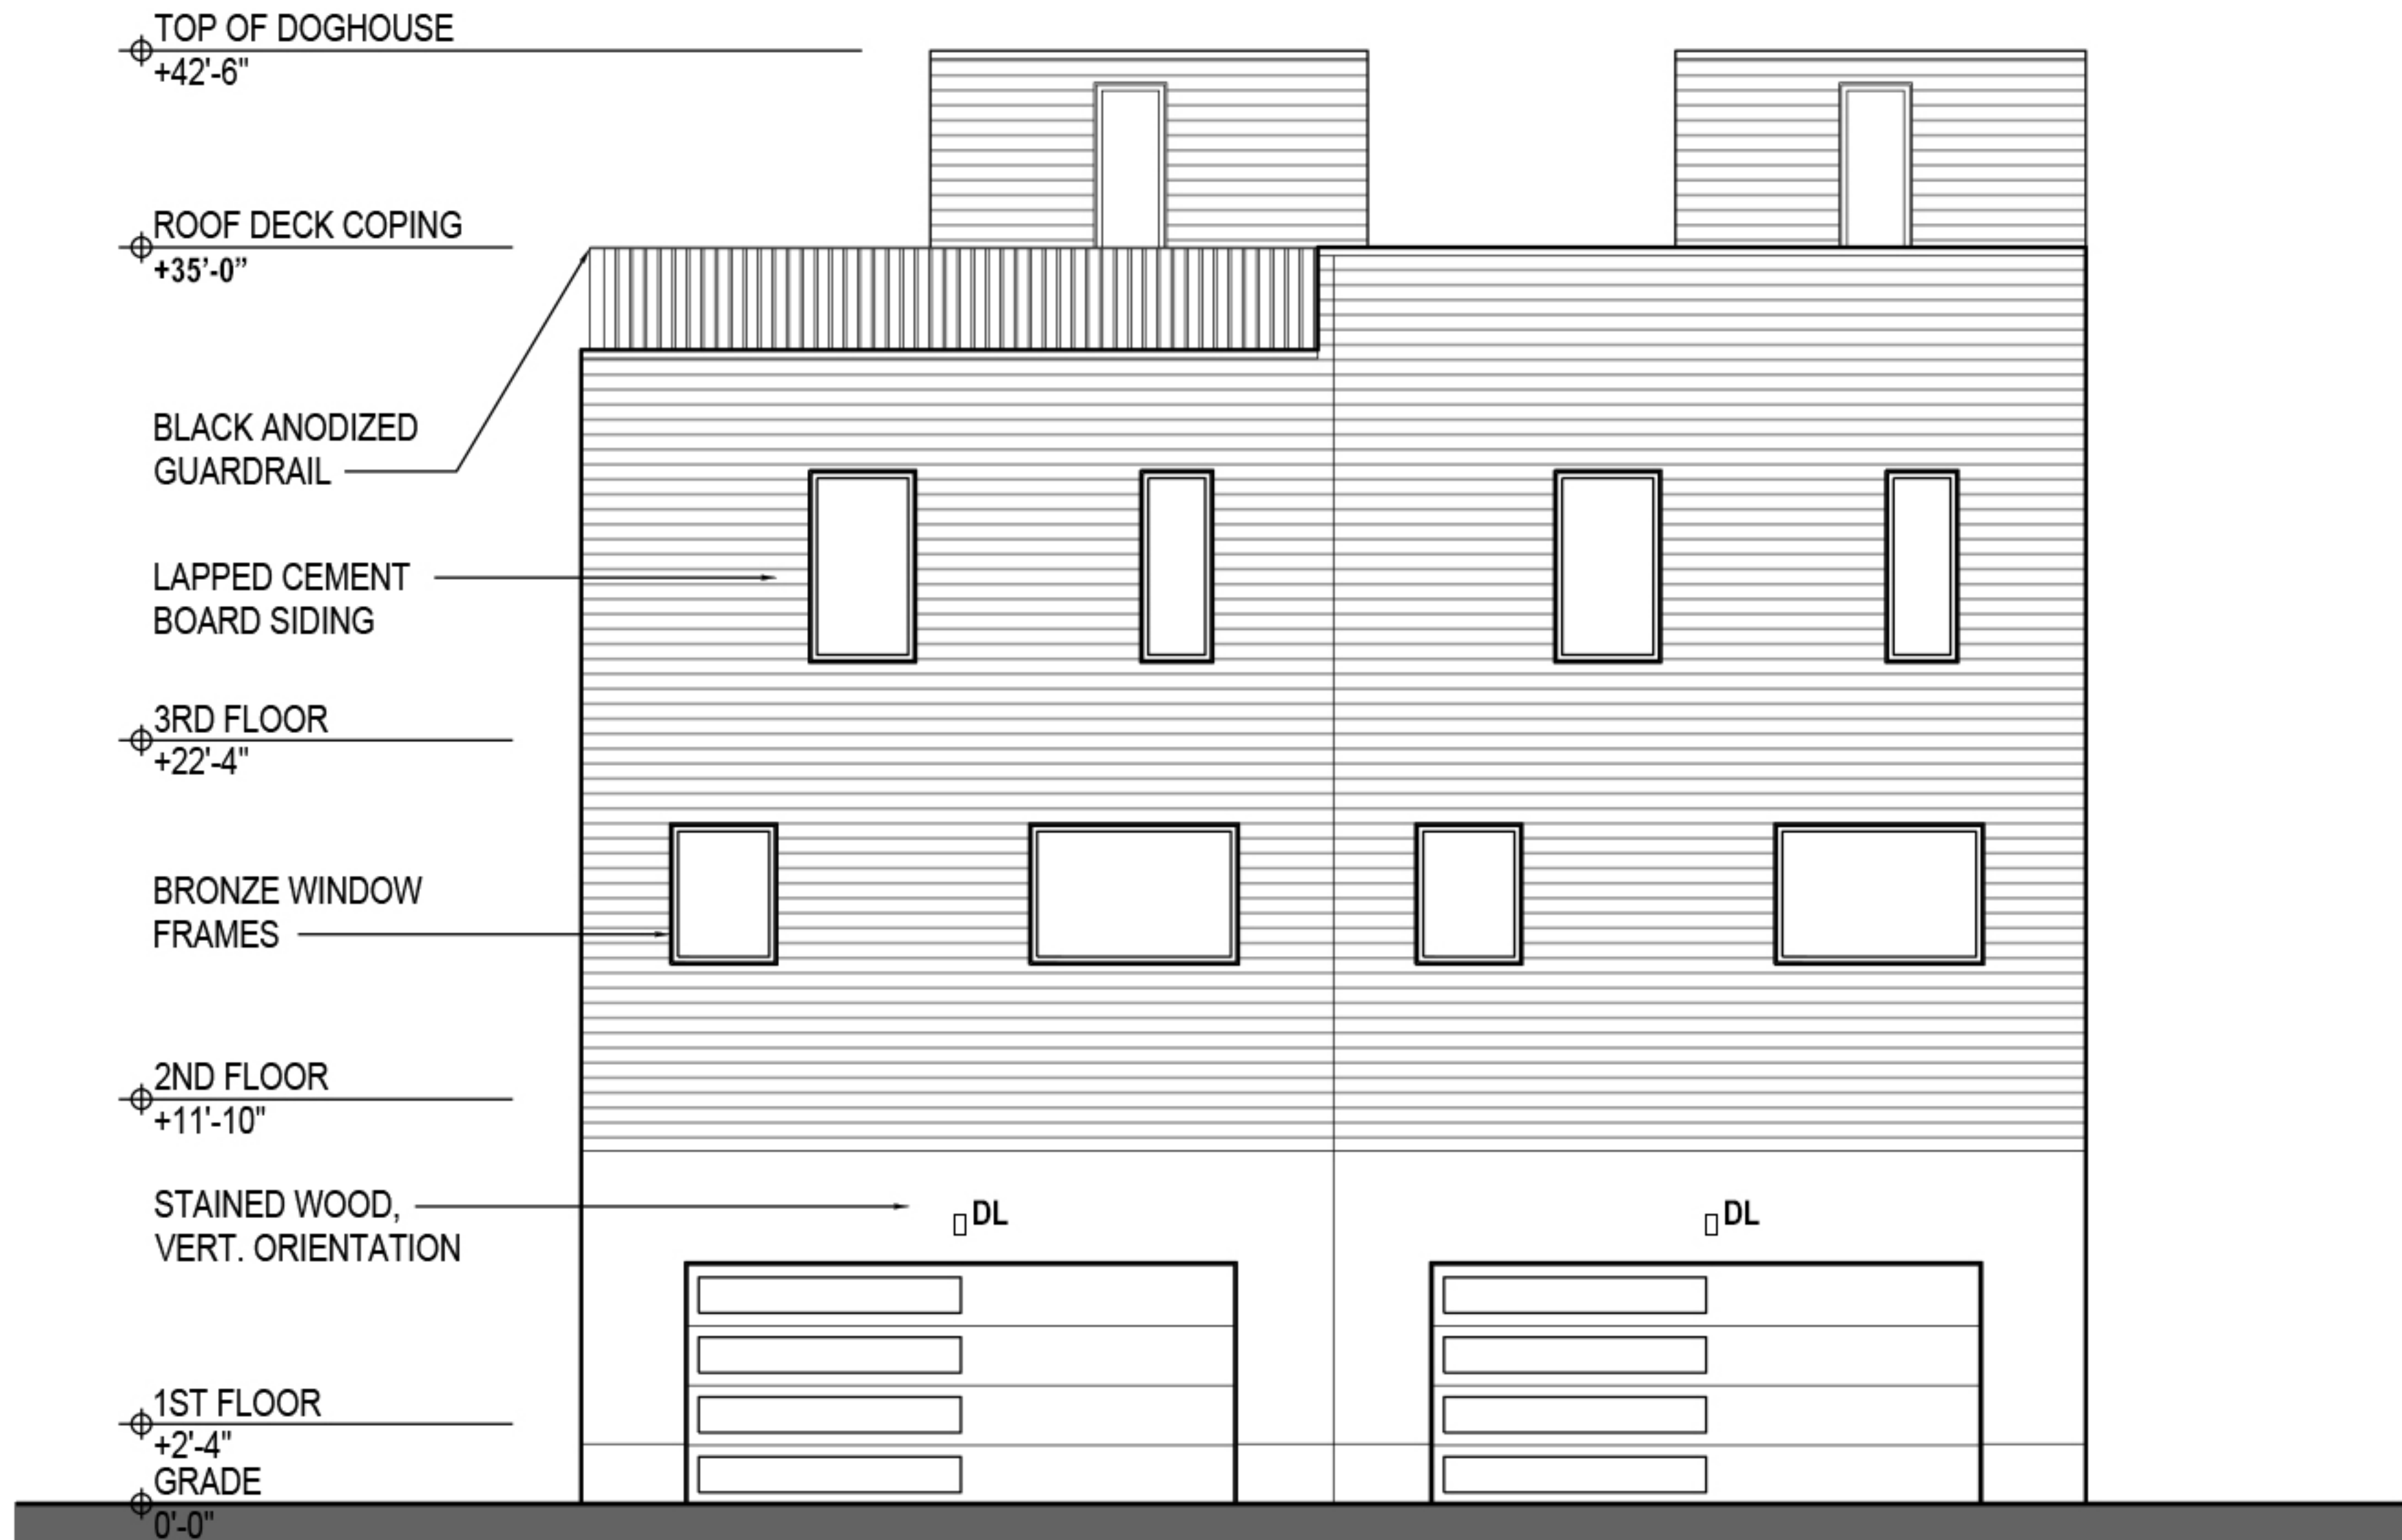 TOP OF DOGHOUSE
+42'-6"
ROOF DECK COPING
+35’-0”
BLACK ANODIZED
GUARDRAIL
LAPPED CEMENT
BOARD SIDING
3RD FLOOR
+22'-4"
BRONZE WINDOW
FRAMES
2ND FLOOR
+11'-10"
STAINED WOOD,
VERT. ORIENTATION
DL
DL
1ST FLOOR
+2'-4"
GRADE
0'-0"